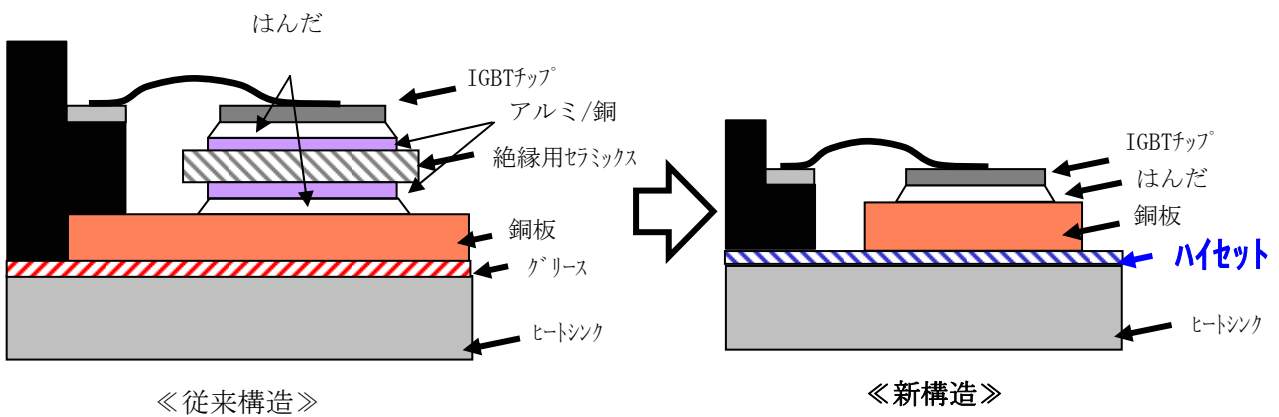 はんだ
IGBTﾁｯﾌﾟ
アルミ/銅
絶縁用ｾﾗﾐｯｸｽ
銅板
ｸﾞﾘｰｽ
ﾋｰﾄｼﾝｸ
≪従来構造≫
IGBTﾁｯﾌﾟ
はんだ
銅板
ハイセット
ﾋｰﾄｼﾝｸ
≪新構造≫